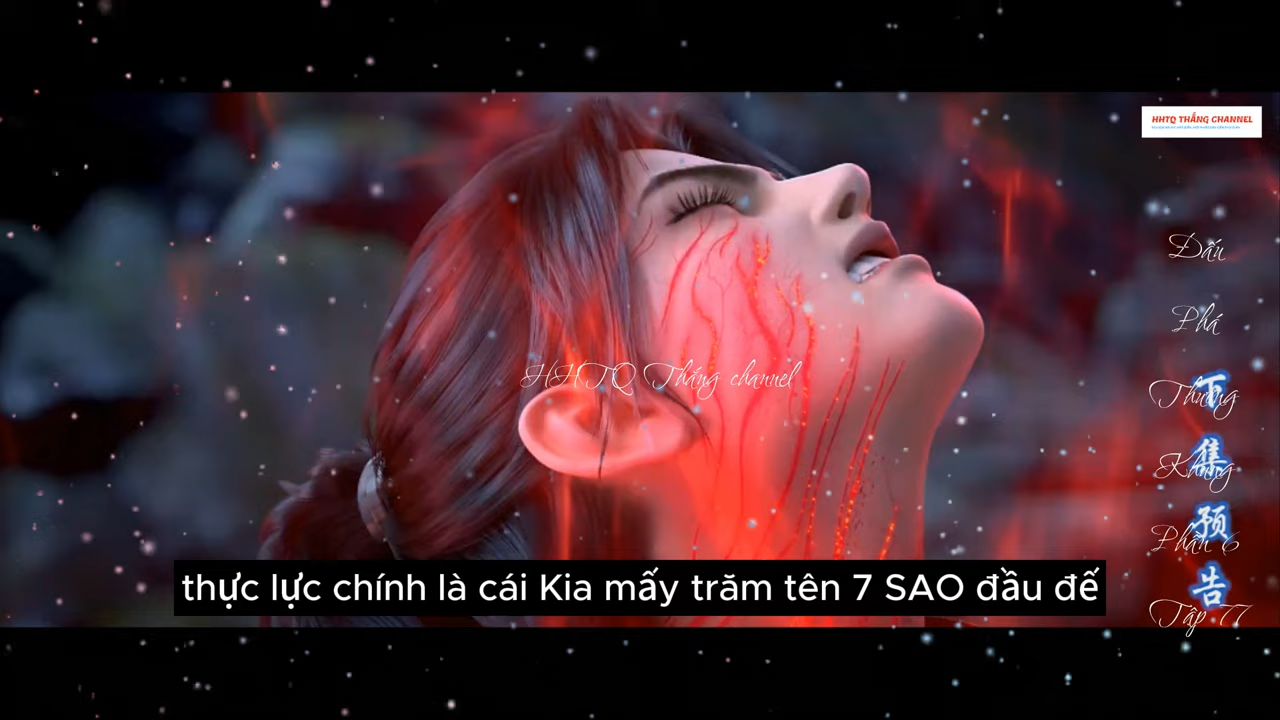 HHTQ THẮNG CHANNEL
Đấu
Phá
Thương
Khung
Phần 6
Tập 77
下
集
预
告
HHTQ Thắng channel
thực lực chính là cái Kia mấy trăm tên 7 SAO đầu đế